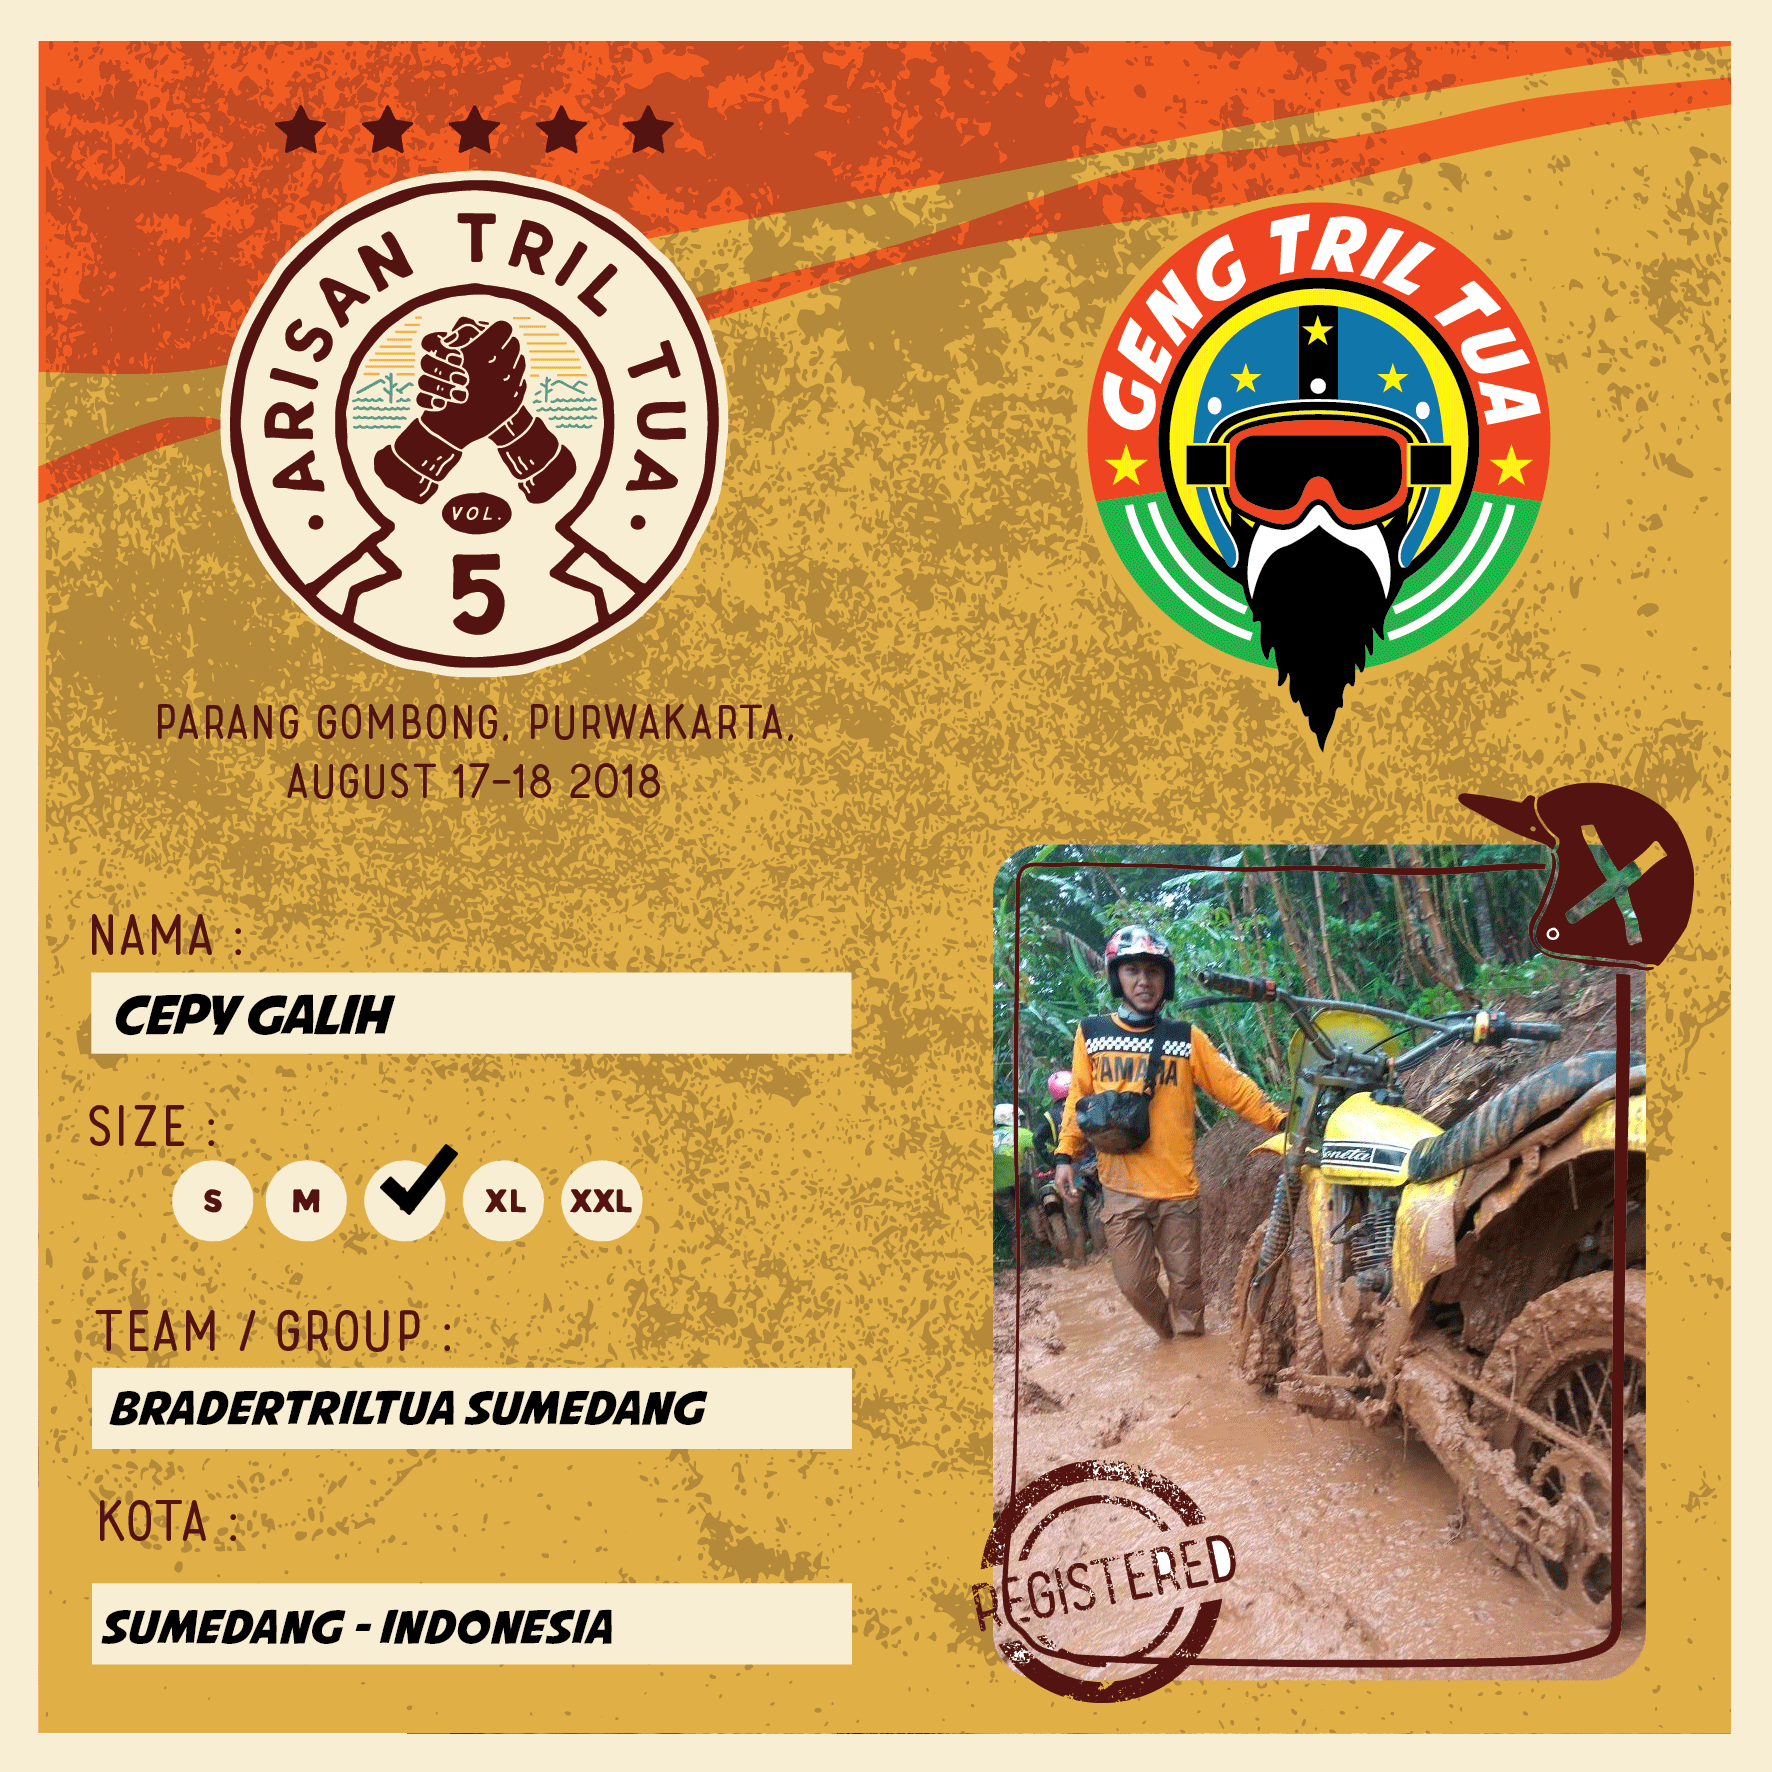 ARISAN TRIL TUA
VOL.
5
GENG TRIL TUA
PARANG GOMBONG, PURWAKARTA,
AUGUST 17-18 2018
NAMA :
CEPY GALIH
SIZE :
S M XL XXL
TEAM / GROUP :
BRADERTRILTUA SUMEDANG
KOTA :
SUMEDANG - INDONESIA
YAMAHA
REGISTERED